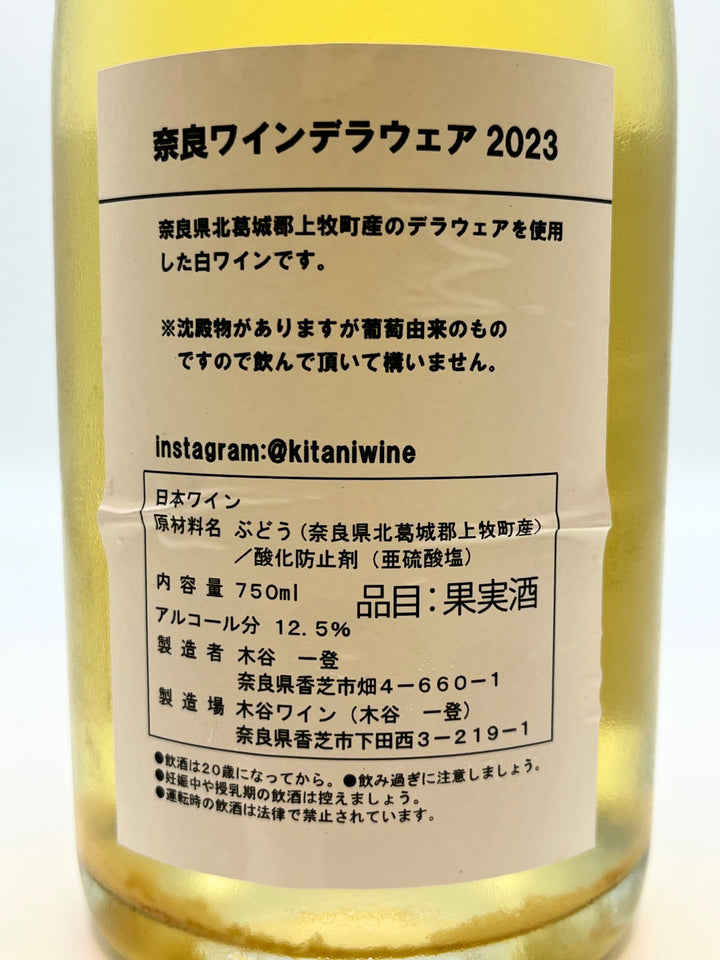 奈良ワインデラウェア 2023
奈良県北葛城郡上牧町産のデラウェアを使用
した白ワインです。
※沈殿物がありますが葡萄由来のもの
ですので飲んで頂いて構いません。
instagram:@kitaniwine
日本ワイン
原材料名 ぶどう(奈良県北葛城郡上牧町産)
／酸化防止剤(亜硫酸塩)
内容量 750ml
品目：果実酒
アルコール分 12.5%
製造者 木谷 一登
奈良県香芝市畑4−660−1
製造場 木谷ワイン(木谷 一登)
奈良県香芝市下田西3−219−1
●飲酒は20歳になってから。●飲み過ぎに注意しましょう。
●妊娠中や授乳期の飲酒は控えましょう。
●運転時の飲酒は法律で禁止されています。